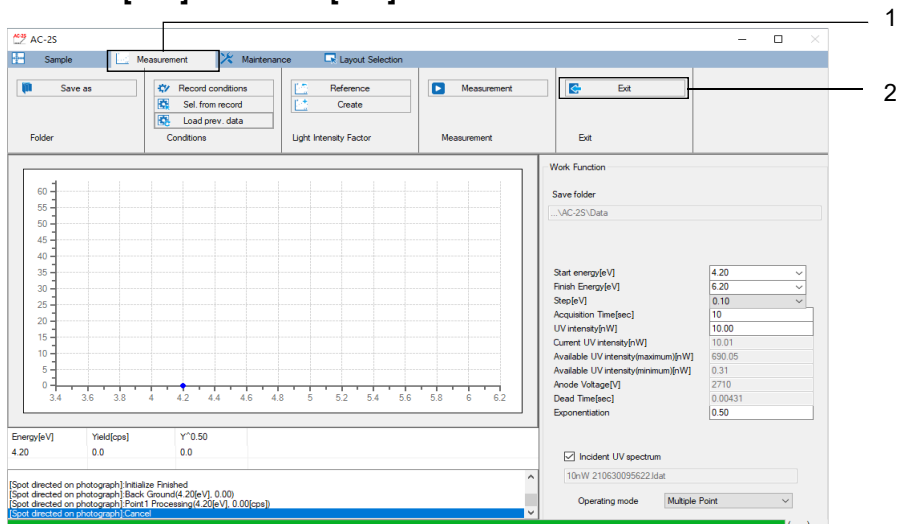 1
AC-2S
Sample Measurement Maintenance Layout Selection
Save as Record conditions Reference Measurement Exit 2
Sel. from record Create
Load prev. data
Folder Conditions Light Intensity Factor Measurement Exit
Work Function
Save folder
...\AC-2S\Data
60
55
50
45
40
35
30
25
20
15
10
5
0
3.4 3.6 3.8 4 4.2 4.4 4.6 4.8 5 5.2 5.4 5.6 5.8 6 6.2
Start energy[eV] 4.20
Finish Energy[eV] 6.20
Step[eV] 0.10
Acquisition Time[sec] 10
UV intensity[nW] 10.00
Current UV intensity[nW] 10.01
Available UV intensity(maximum)[nW] 690.05
Available UV intensity(minimum)[nW] 0.31
Anode Voltage[V] 2710
Dead Time[sec] 0.00431
Exponentiation 0.50
Energy[eV] Yield[cps] Y^0.50
4.20 0.0 0.0
Incident UV spectrum
10nW 210630095622.ldat
Operating mode Multiple Point
[Spot directed on photograph]:Initialize Finished
[Spot directed on photograph]:Back Ground(4.20[eV], 0.00)
[Spot directed on photograph]:Point1 Processing(4.20[eV], 0.00[cps])
[Spot directed on photograph]:Cancel